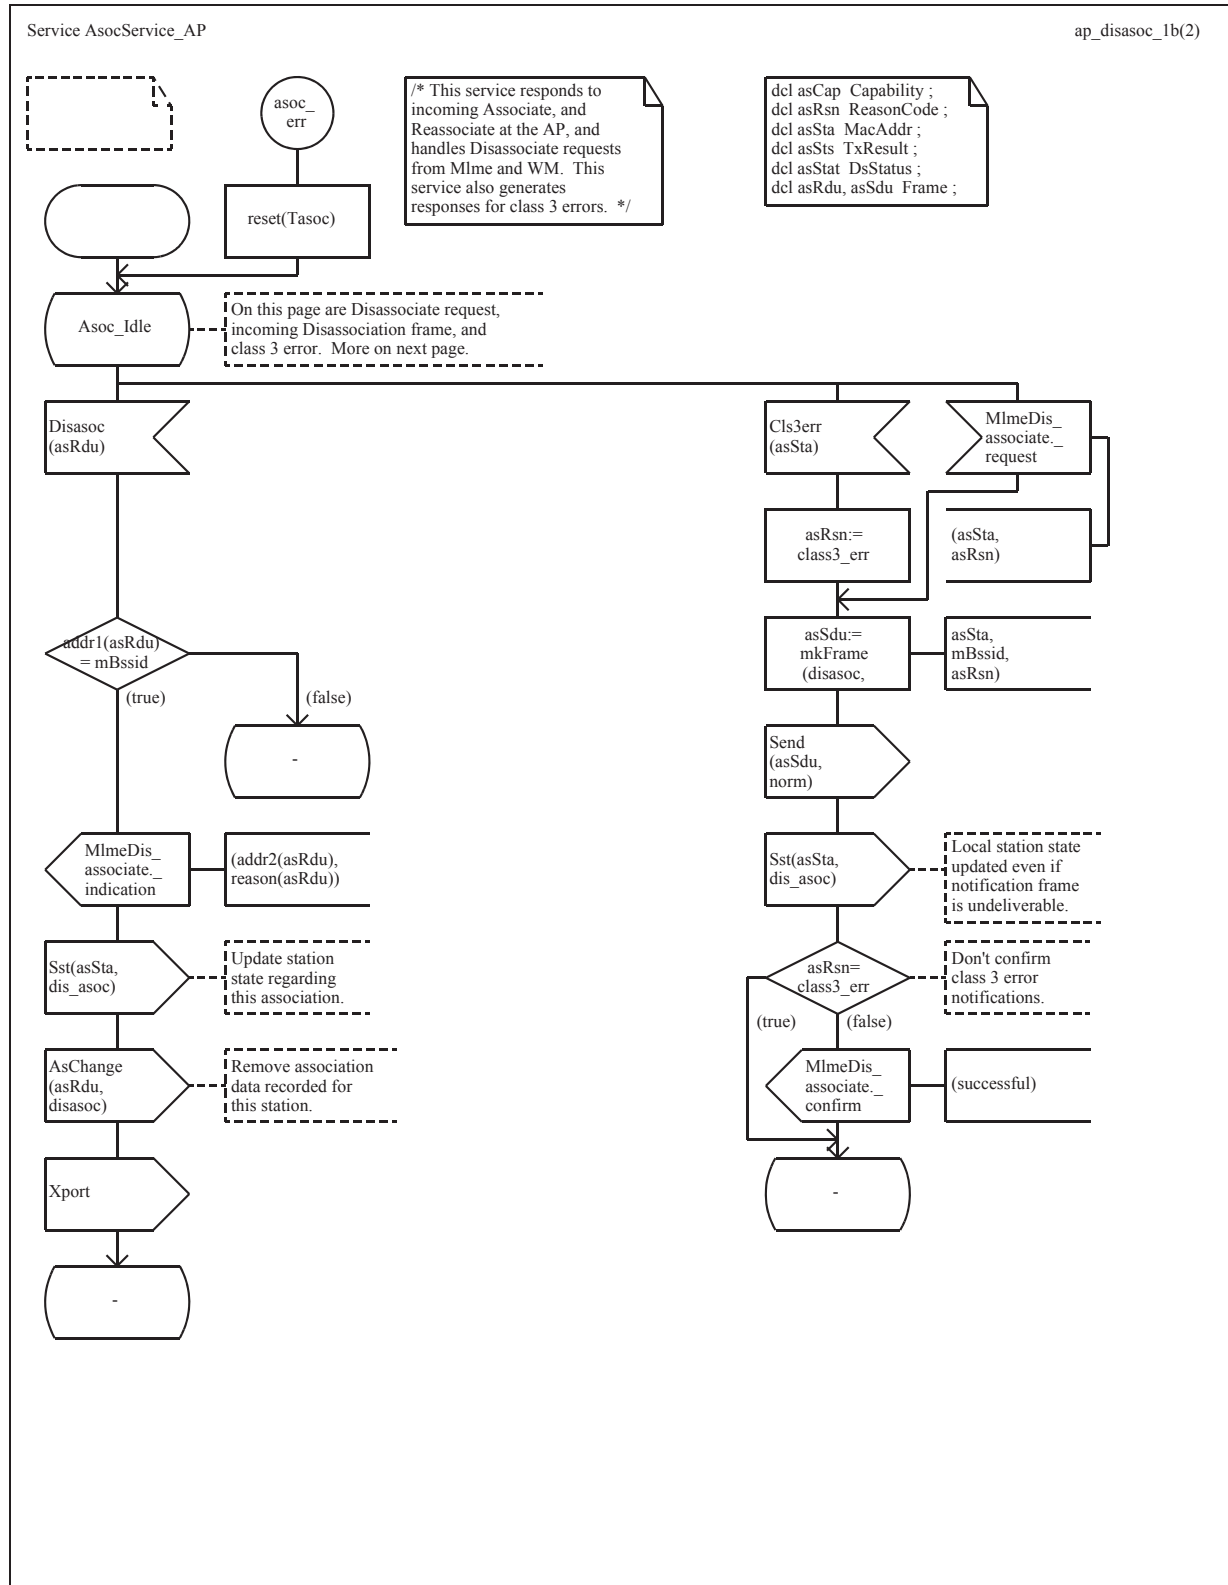 Service AsocService_AP
ap_disasoc_1b(2)
asoc_
err
/* This service responds to
incoming Associate, and
Reassociate at the AP, and
handles Disassociate requests
from Mlme and WM.  This
service also generates
responses for class 3 errors.  */
dcl asCap  Capability ;
dcl asRsn  ReasonCode ;
dcl asSta  MacAddr ;
dcl asSts  TxResult ;
dcl asStat  DsStatus ;
dcl asRdu, asSdu  Frame ;
reset(Tasoc)
Asoc_Idle
On this page are Disassociate request,
incoming Disassociation frame, and
class 3 error.  More on next page.
Disasoc
(asRdu)
Cls3err
(asSta)
MlmeDis_
associate._
request
asRsn:=
class3_err
(asSta,
asRsn)
addr1(asRdu)
= mBssid
(true)
(false)
-
asSdu:=
mkFrame
(disasoc,
asSta,
mBssid,
asRsn)
Send
(asSdu,
norm)
MlmeDis_
associate._
indication
(addr2(asRdu),
reason(asRdu))
Sst(asSta,
dis_asoc)
Local station state
updated even if
notification frame
is undeliverable.
Sst(asSta,
dis_asoc)
Update station
state regarding
this association.
asRsn=
class3_err
Don't confirm
class 3 error
notifications.
(true)
(false)
AsChange
(asRdu,
disasoc)
Remove association
data recorded for
this station.
MlmeDis_
associate._
confirm
(successful)
Xport
-
-